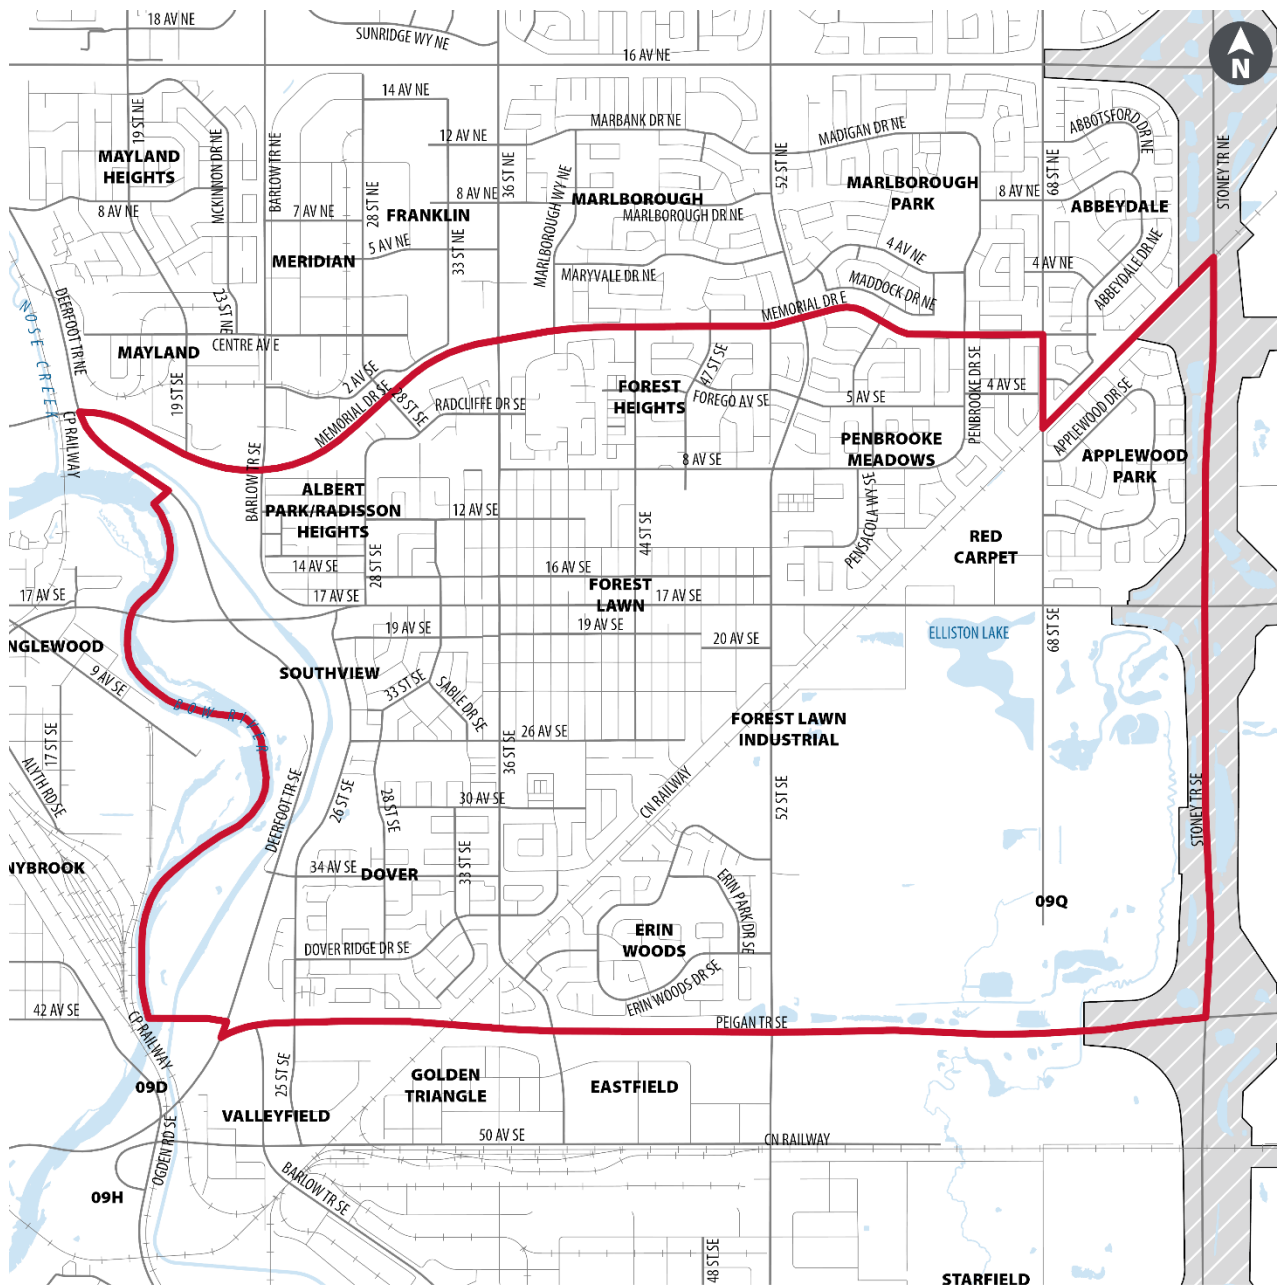 18 AV NE
SUNRIDGE WY NE
16 AV NE
N
14 AV NE
19 ST NE
MCKINNON DR NE
BARLOW TR NE
12 AV NE
MARBANK DR NE
MADIGAN DR NE
ABBOTSFORD DR NE
MAYLAND
HEIGHTS
36 ST NE
52 ST NE
68 ST NE
STONEY TR NE
8 AV NE
7 AV NE
28 ST NE
FRANKLIN
8 AV NE
MARLBOROUGH WY NE
MARLBOROUGH
MARLBOROUGH DR NE
MARLBOROUGH
PARK
8 AV NE
ABBEYDALE
MERIDIAN
5 AV NE
33 ST NE
MARYVALE DR NE
4 AV NE
MADDOCK DR NE
4 AV NE
ABBEYDALE DR NE
NOSE CREEK
DEERFOOT TR NE
23 ST NE
MEMORIAL DR E
CENTRE AV E
MAYLAND
19 ST SE
2 AV SE
MEMORIAL DR SE
28 ST SE
RADCLIFFE DR SE
FOREST
HEIGHTS
47 ST SE
FOREGO AV SE
5 AV SE
PENBROOKE DR SE
4 AV SE
APPLEWOOD DR SE
CP RAILWAY
BARLOW TR SE
8 AV SE
PENBROOKE
MEADOWS
APPLEWOOD
PARK
ALBERT
PARK/RADISSON
HEIGHTS
12 AV SE
44 ST SE
PENSACOLA WY SE
RED
CARPET
14 AV SE
28 ST SE
16 AV SE
17 AV SE
17 AV SE
FOREST
LAWN
17 AV SE
19 AV SE
19 AV SE
20 AV SE
ELLISTON LAKE
68 ST SE
NGLEWOOD
9 AV SE
SOUTHVIEW
33 ST SE
SABLE DR SE
BOW RIVER
26 AV SE
FOREST LAWN
INDUSTRIAL
17 ST SE
ALYTH RD SE
36 ST SE
CN RAILWAY
52 ST SE
STONEY TR SE
DEERFOOT TR SE
26 ST SE
28 ST SE
30 AV SE
NYBROOK
34 AV SE
DOVER
33 ST SE
ERIN PARK DR SE
09Q
ERIN
WOODS
DOVER RIDGE DR SE
ERIN WOODS DR SE
42 AV SE
CP RAILWAY
PEIGAN TR SE
09D
25 ST SE
GOLDEN
TRIANGLE
EASTFIELD
VALLEYFIELD
OGDEN RD SE
50 AV SE
CN RAILWAY
BARLOW TR SE
09H
48 ST SE
STARFIELD